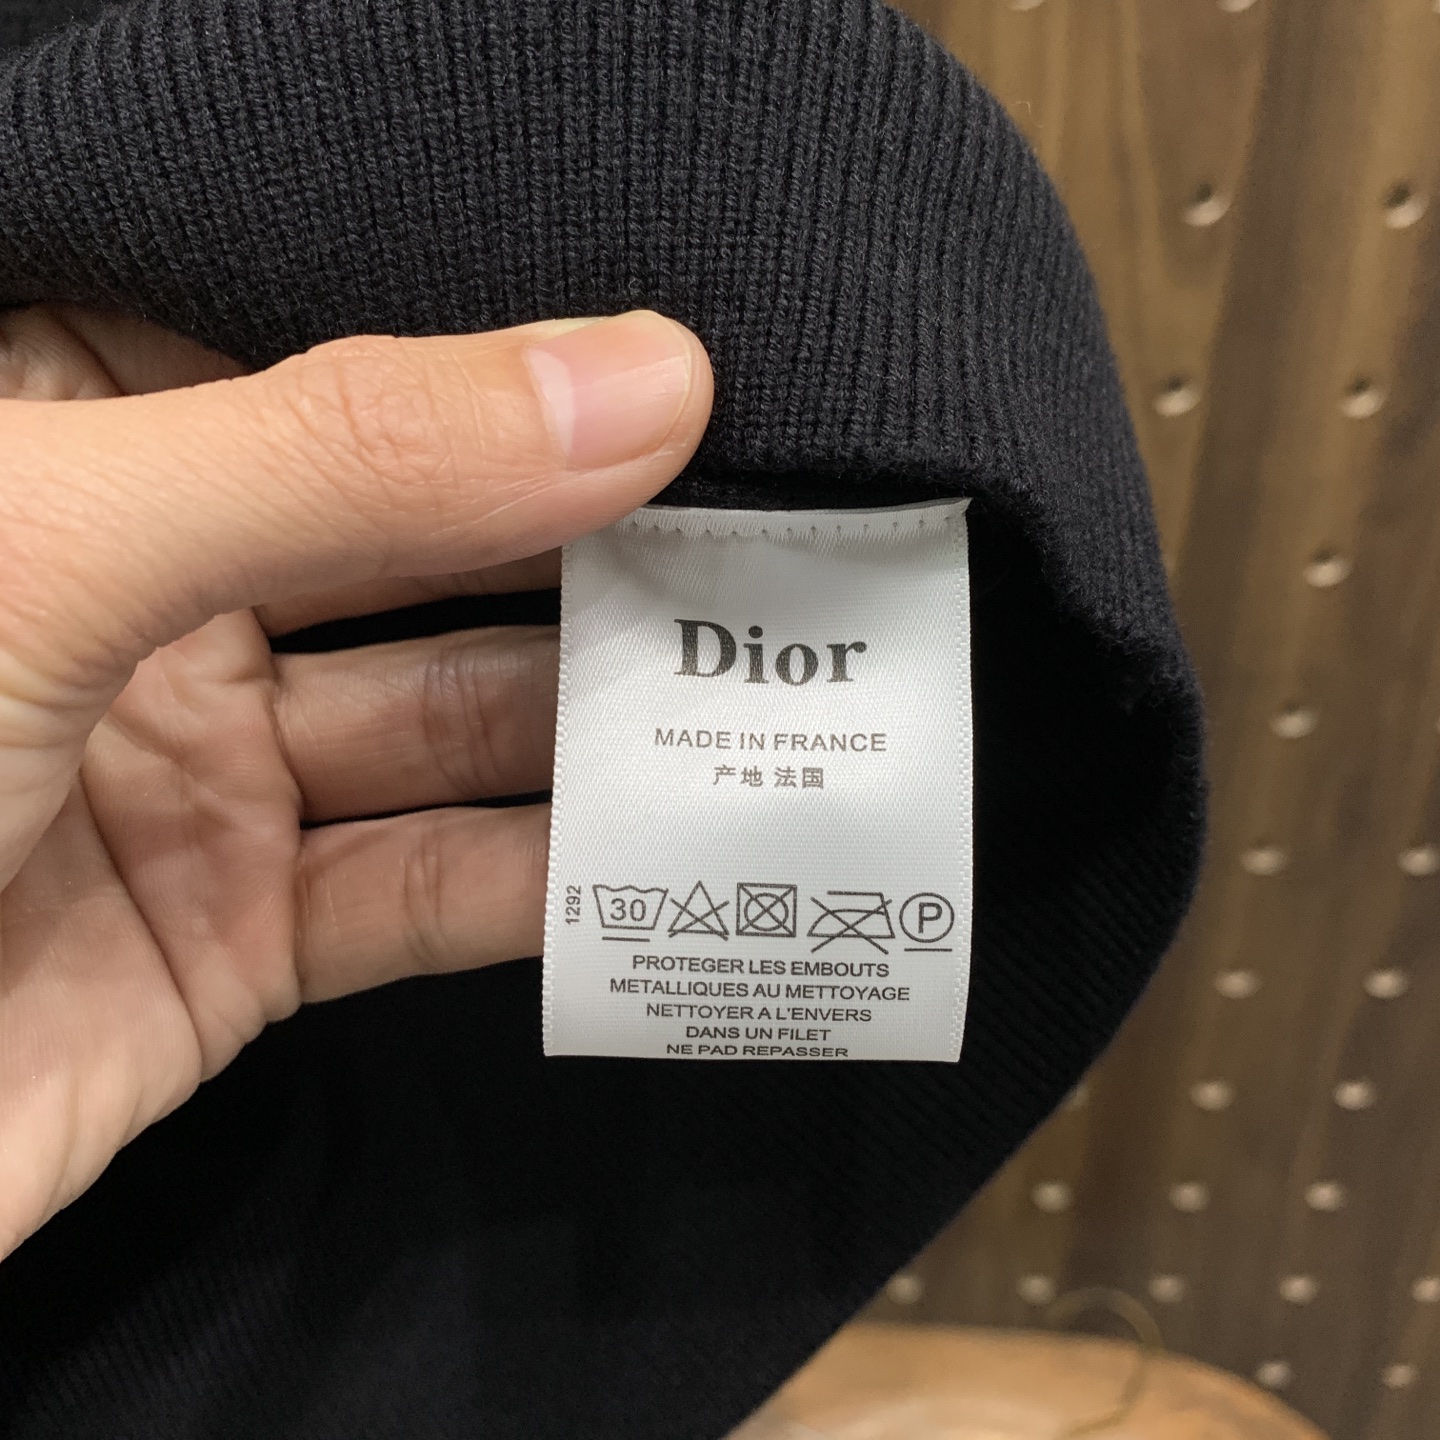 Dior
MADE IN FRANCE
产地 法国
1292
30
P
PROTEGER LES EMBOUTS
METALLIQUES AU METTOYAGE
NETTOYER A L'ENVERS
DANS UN FILET
NE PAD REPASSER